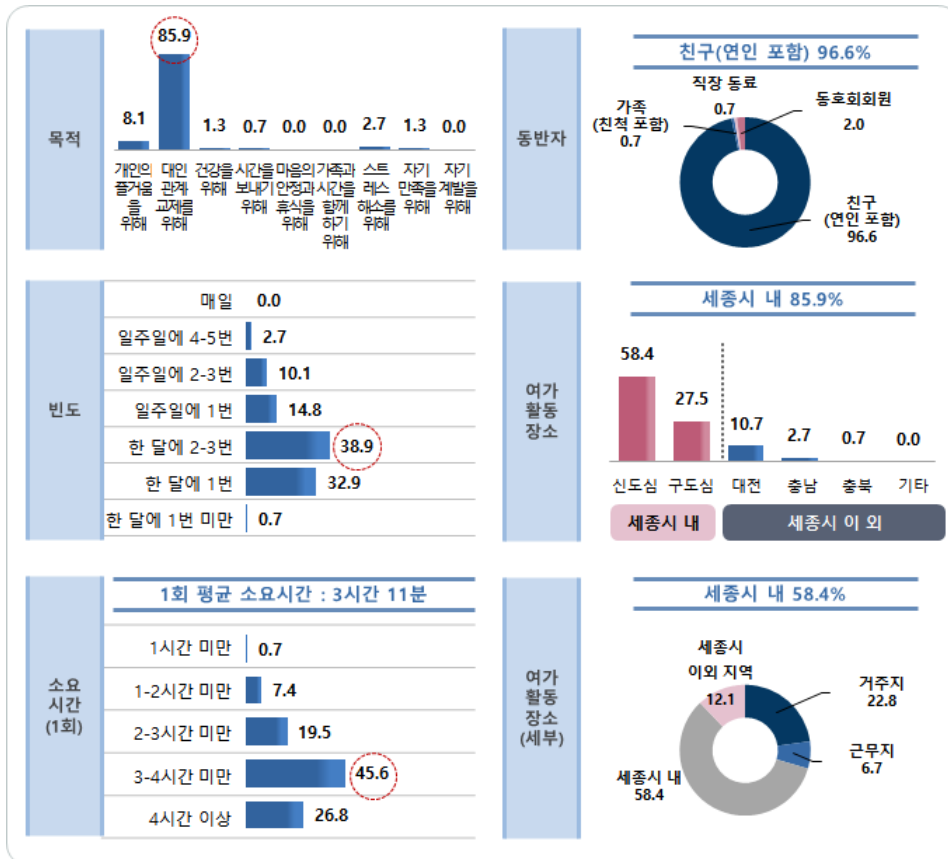 목적
85.9
8.1
1.3
0.7
0.0
0.0
2.7
1.3
0.0
개인의
즐거움
을
위해
대인
관계
교제를
위해
건강을
위해
시간을
보내기
위해
마음의
안정과
휴식을
위해
가족과
시간을
함께
하기
위해
스트
레스
해소를
위해
자기
만족을
위해
자기
계발을
위해
동반자
친구(연인 포함) 96.6%
직장 동료
0.7
가족
(친척 포함)
0.7
동호회회원
2.0
친구
(연인 포함)
96.6
빈도
매일 0.0
일주일에 4-5번 2.7
일주일에 2-3번 10.1
일주일에 1번 14.8
한 달에 2-3번 38.9
한 달에 1번 32.9
한 달에 1번 미만 0.7
여가
활동
장소
세종시 내 85.9%
58.4
27.5
10.7
2.7
0.7
0.0
신도심 구도심 대전 충남 충북 기타
세종시 내 세종시 이 외
소요
시간
(1회)
1회 평균 소요시간 : 3시간 11분
1시간 미만 0.7
1-2시간 미만 7.4
2-3시간 미만 19.5
3-4시간 미만 45.6
4시간 이상 26.8
여가
활동
장소
(세부)
세종시 내 58.4%
세종시
이외 지역
12.1
거주지
22.8
근무지
6.7
세종시 내
58.4